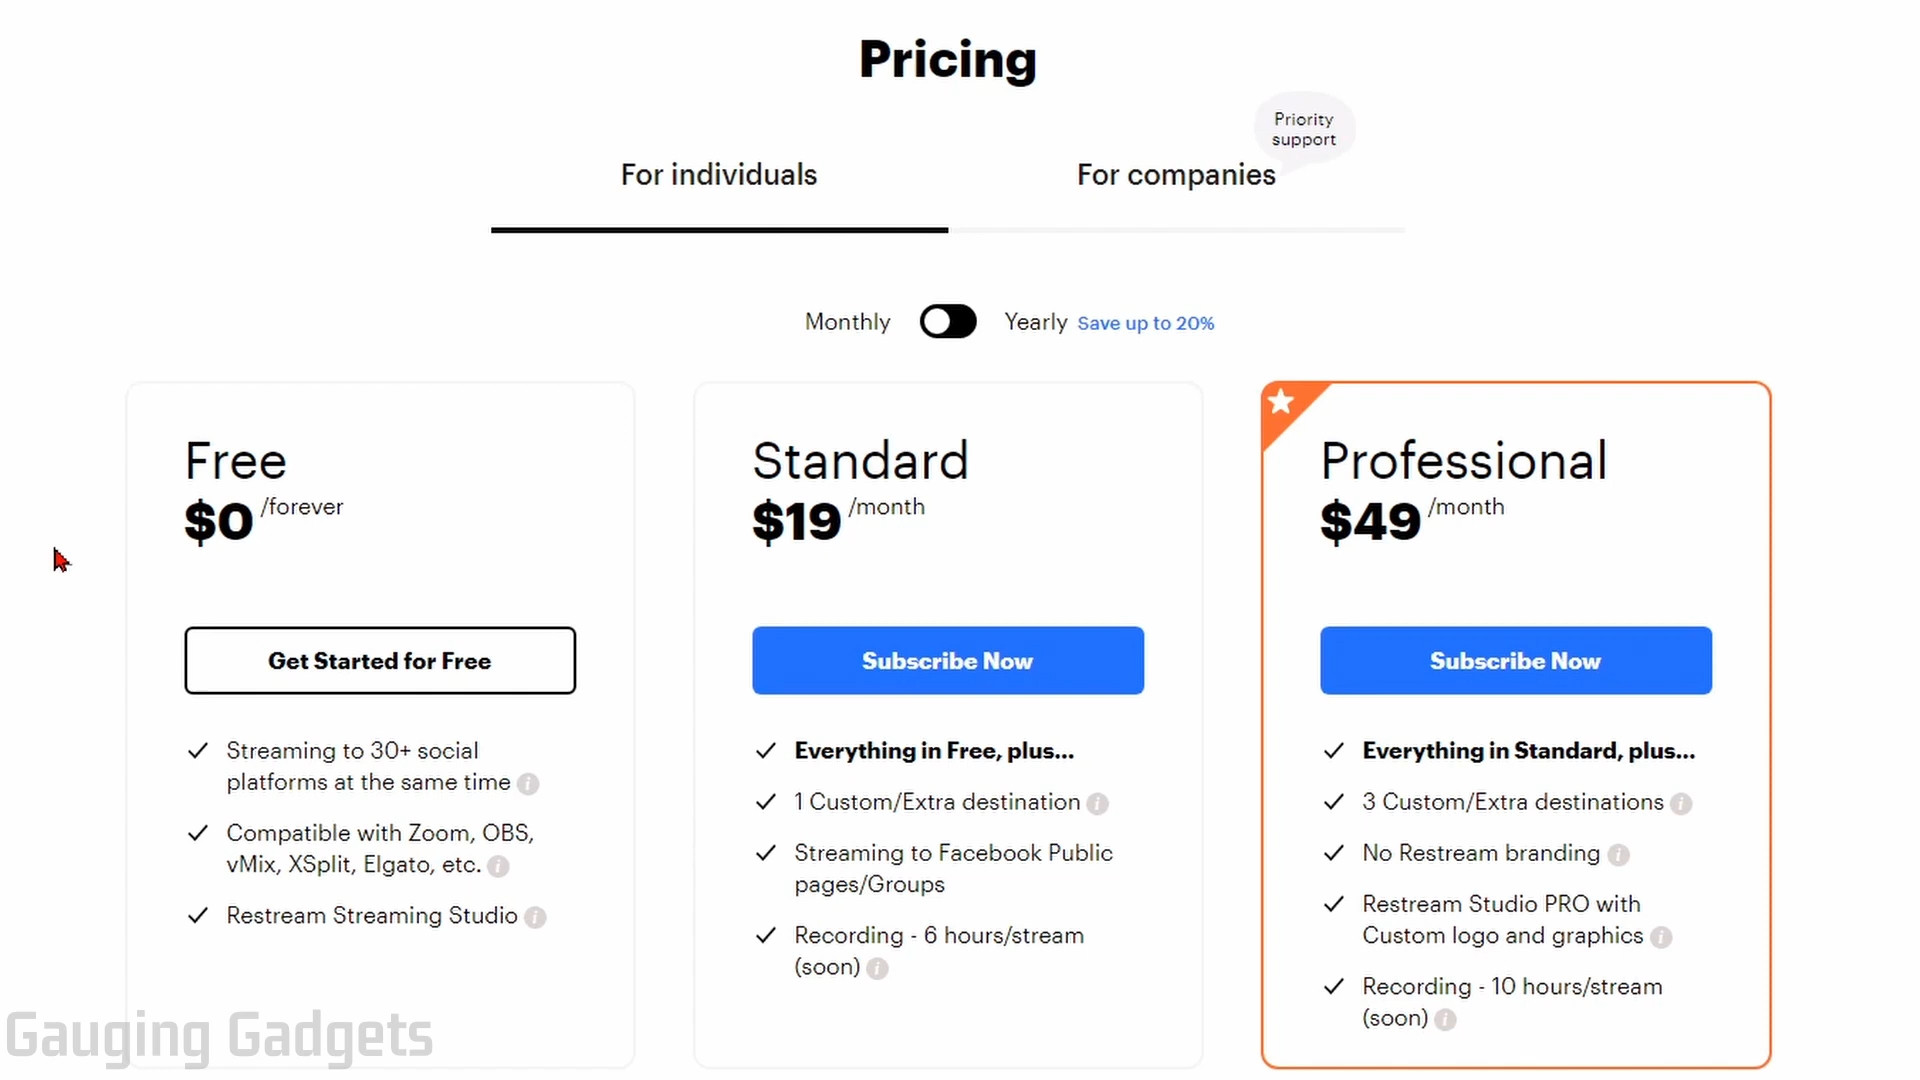 Pricing
Priority
support
For individuals
For companies
Monthly
Yearly Save up to 20%
Free
$0 /forever
Get Started for Free
Streaming to 30+ social
platforms at the same time
Compatible with Zoom, OBS,
vMix, XSplit, Elgato, etc.
Restream Streaming Studio
Standard
$19 /month
Subscribe Now
Everything in Free, plus...
1 Custom/Extra destination
Streaming to Facebook Public
pages/Groups
Recording - 6 hours/stream
(soon)
Professional
$49 /month
Subscribe Now
Everything in Standard, plus...
3 Custom/Extra destinations
No Restream branding
Restream Studio PRO with
Custom logo and graphics
Recording - 10 hours/stream
(soon)
Gauging Gadgets